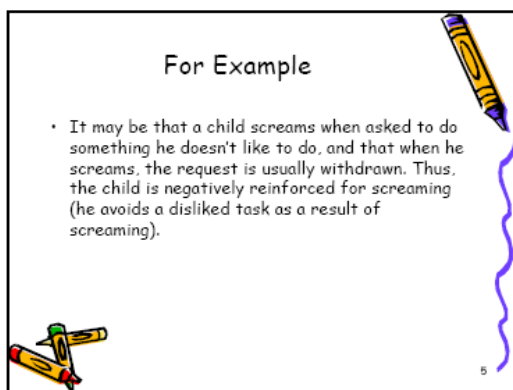 For Example
• It may be that a child screams when asked to do
something he doesn't like to do, and that when he
screams, the request is usually withdrawn. Thus,
the child is negatively reinforced for screaming
(he avoids a disliked task as a result of
screaming).
5